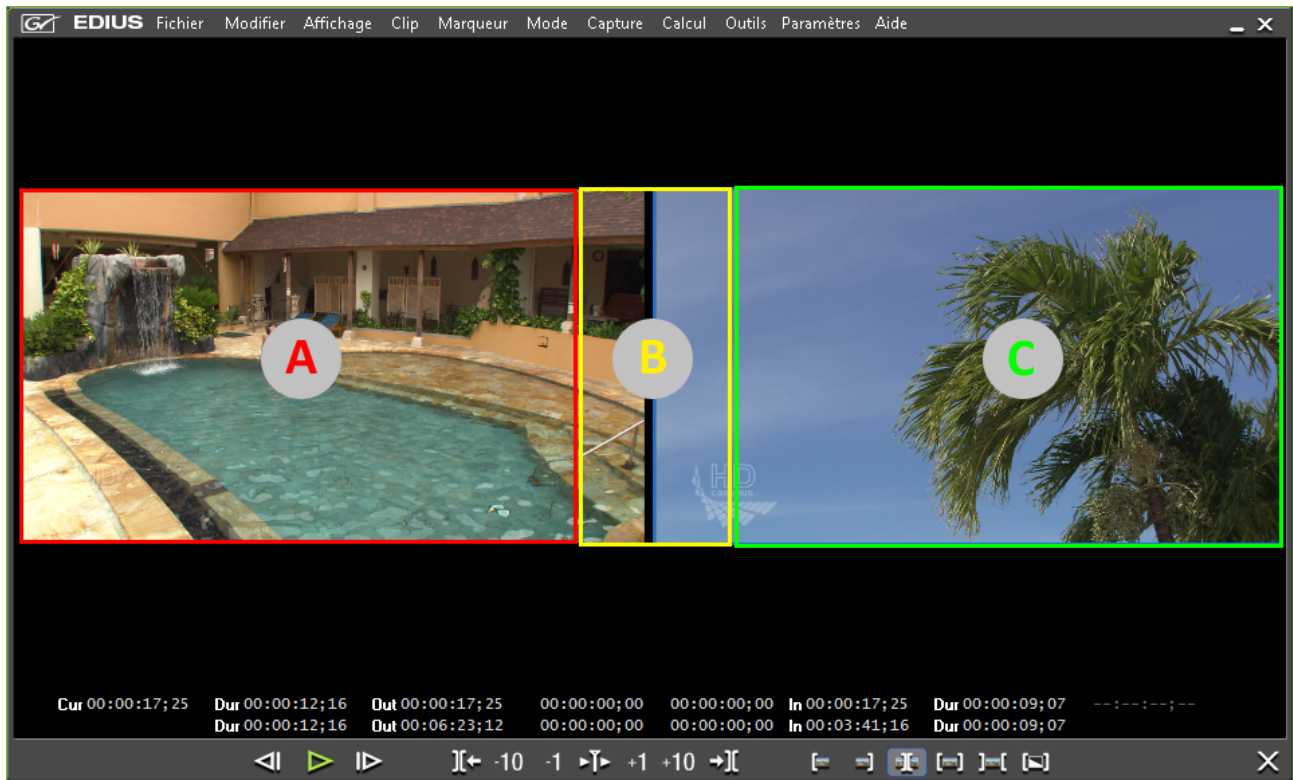 GV EDIUS Fichier Modifier Affichage Clip Marqueur Mode Capture Calcul Outils Paramètres Aide
A B C
HD
campus
Cur 00:00:17;25 Dur 00:00:12;16 Out 00:00:17;25 00:00:00;00 00:00:00;00 In 00:00:17;25 Dur 00:00:09;07 --:--:--;--
Dur 00:00:12;16 Out 00:06:23;12 00:00:00;00 00:00:00;00 In 00:03:41;16 Dur 00:00:09;07
-10 -1 +1 +10